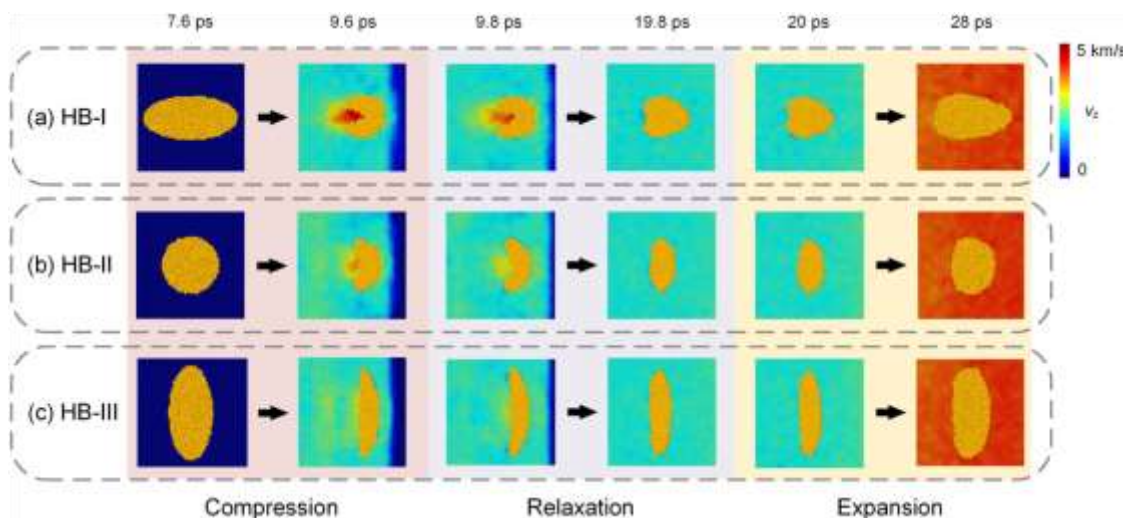 7.6 ps 9.6 ps 9.8 ps 19.8 ps 20 ps 28 ps
5 km/s
(a) HB-I
v_z
0
(b) HB-II
(c) HB-III
Compression Relaxation Expansion